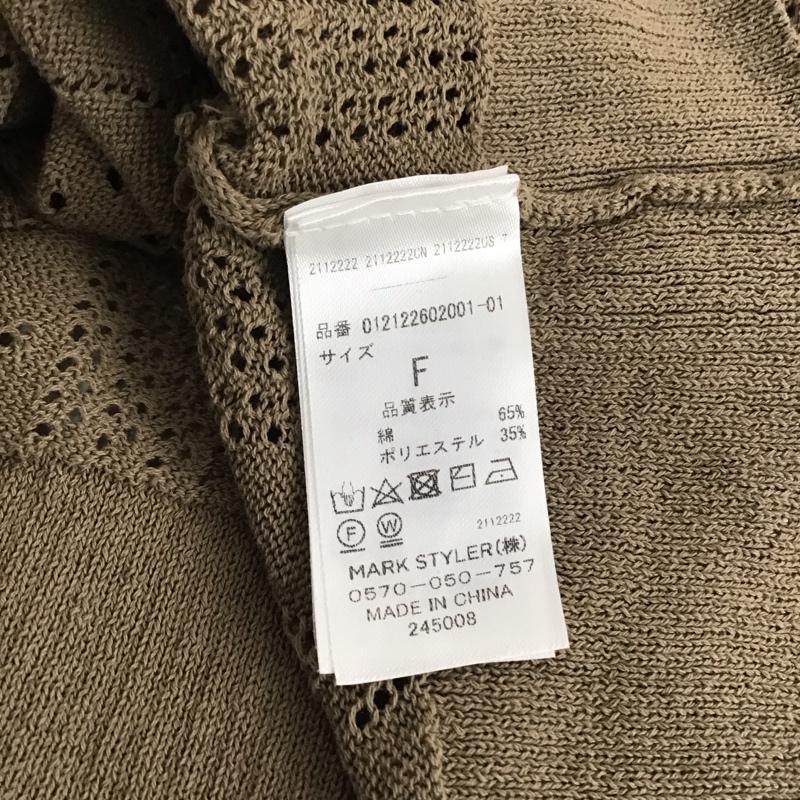 2112222 2112222CN 2112222US 7
品番 012122602001-01
サイズ
F
品質表示
綿 65%
ポリエステル 35%
F W
2112222
MARK STYLER(株)
0570-050-757
MADE IN CHINA
245008